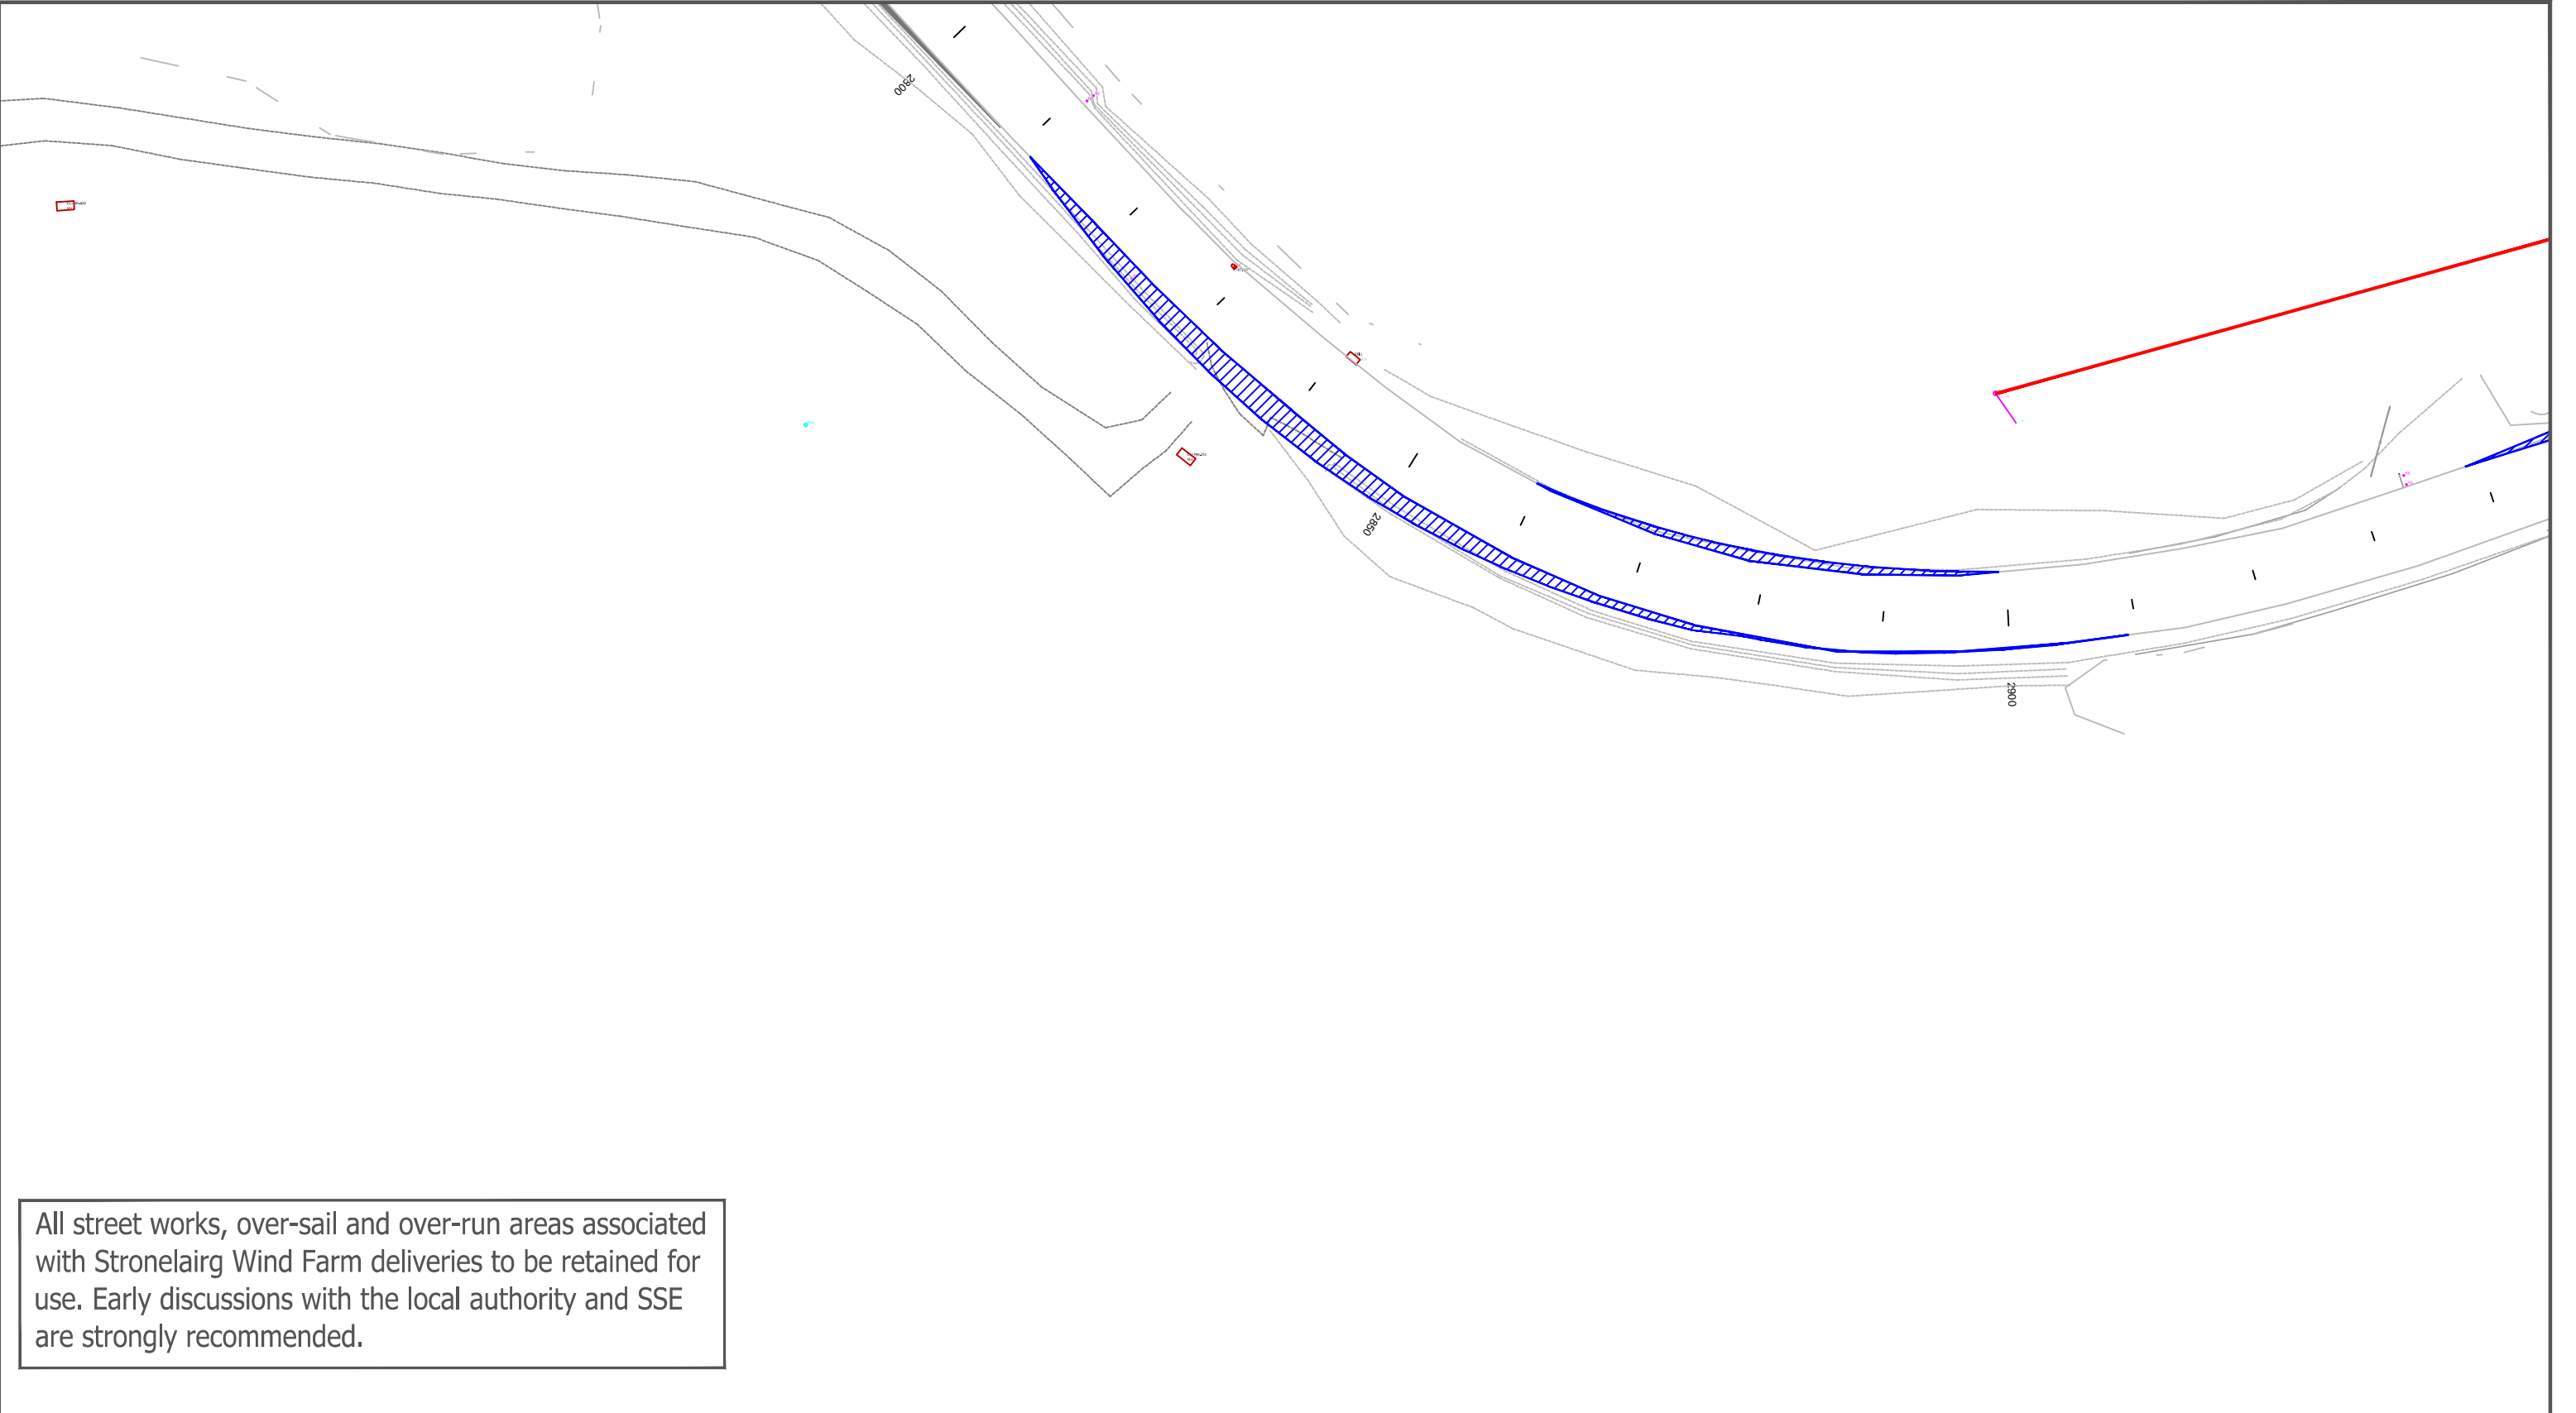 2800
2850
2900
All street works, over-sail and over-run areas associated
with Stronelairg Wind Farm deliveries to be retained for
use. Early discussions with the local authority and SSE
are strongly recommended.